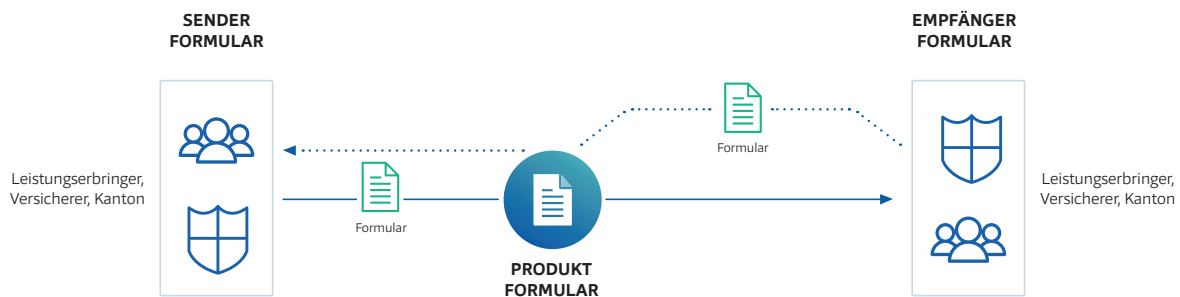 SENDER
FORMULAR
EMPFÄNGER
FORMULAR
Formular
Leistungserbringer,
Versicherer, Kanton
Leistungserbringer,
Versicherer, Kanton
Formular
PRODUKT
FORMULAR